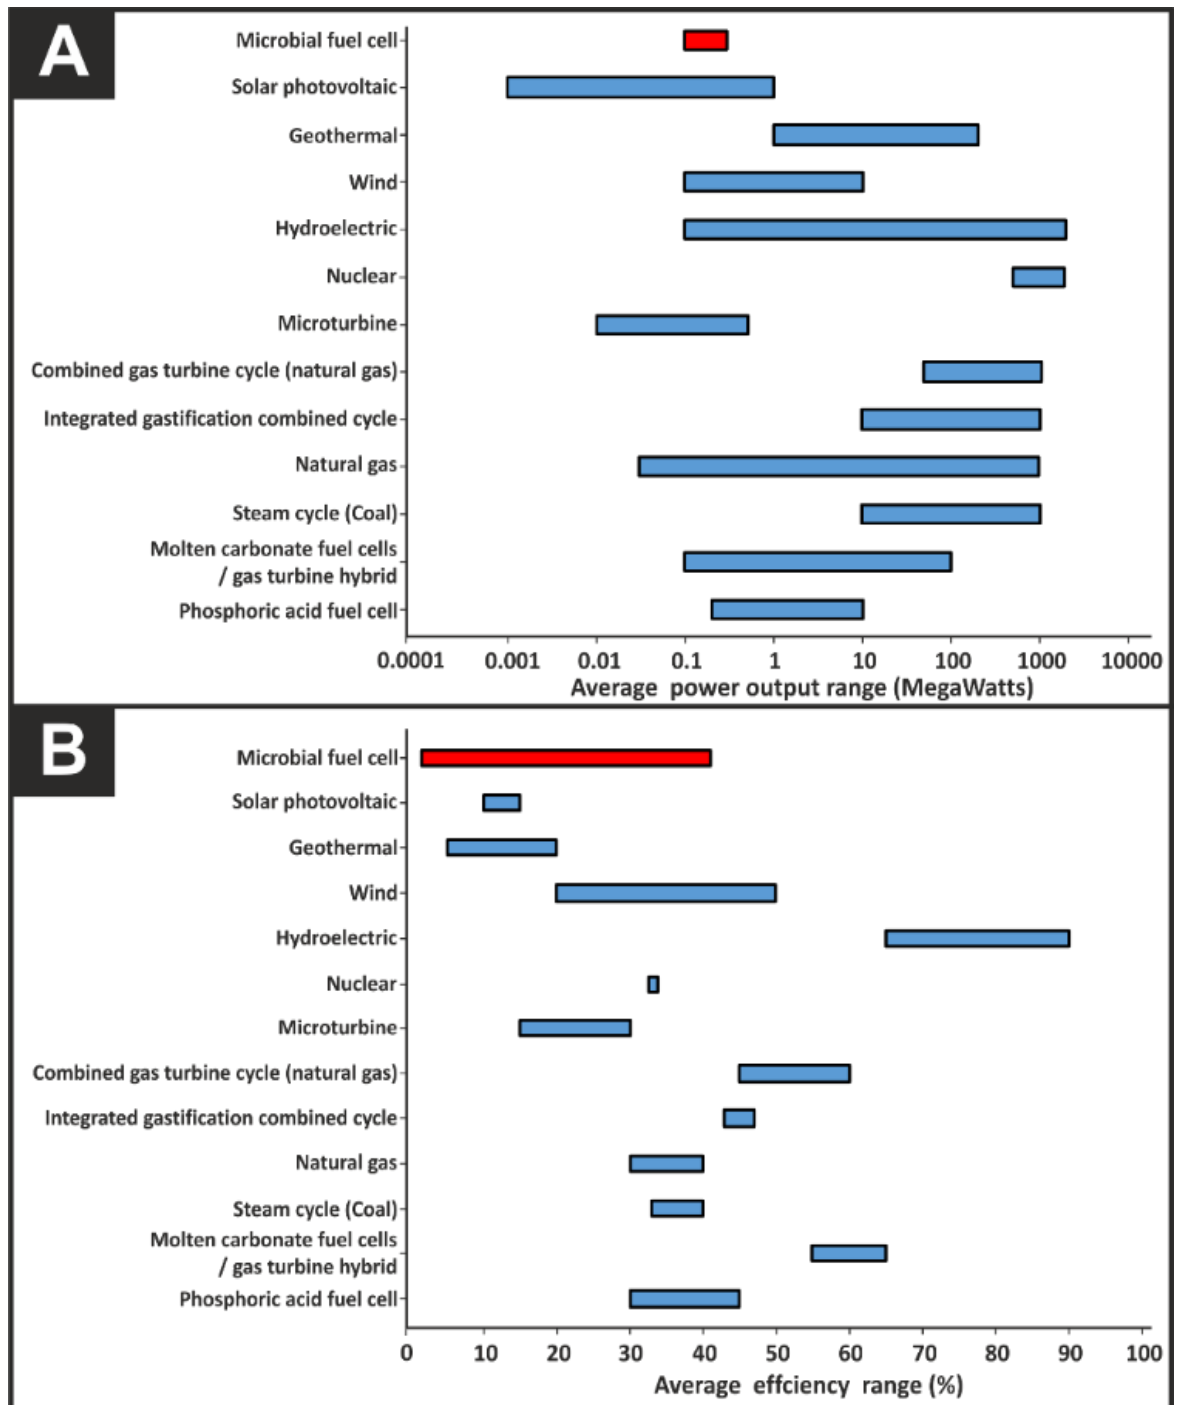 A
Microbial fuel cell
Solar photovoltaic
Geothermal
Wind
Hydroelectric
Nuclear
Microturbine
Combined gas turbine cycle (natural gas)
Integrated gastification combined cycle
Natural gas
Steam cycle (Coal)
Molten carbonate fuel cells
/ gas turbine hybrid
Phosphoric acid fuel cell
0.0001 0.001 0.01 0.1 1 10 100 1000 10000
Average power output range (MegaWatts)
B
Microbial fuel cell
Solar photovoltaic
Geothermal
Wind
Hydroelectric
Nuclear
Microturbine
Combined gas turbine cycle (natural gas)
Integrated gastification combined cycle
Natural gas
Steam cycle (Coal)
Molten carbonate fuel cells
/ gas turbine hybrid
Phosphoric acid fuel cell
0 10 20 30 40 50 60 70 80 90 100
Average effciency range (%)